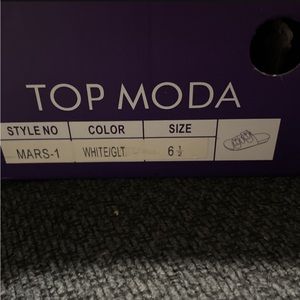 TOP MODA
STYLE NO COLOR SIZE
MARS-1 WHITE/GLT 6 ½